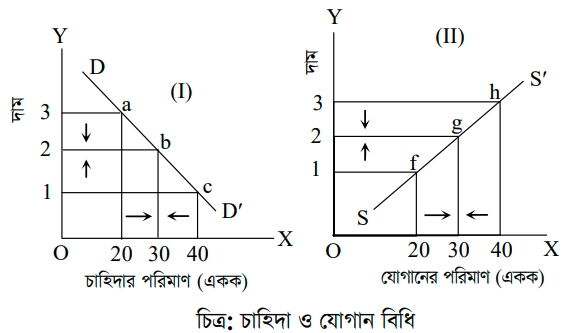 Y
D
(I)
দাম
3
a
2
b
1
c
D′
O
20 30 40
X
চাহিদার পরিমাণ (একক)
Y
(II)
S′
দাম
3
h
2
g
1
f
S
O
20 30 40
X
যোগানের পরিমাণ (একক)
চিত্র: চাহিদা ও যোগান বিধি